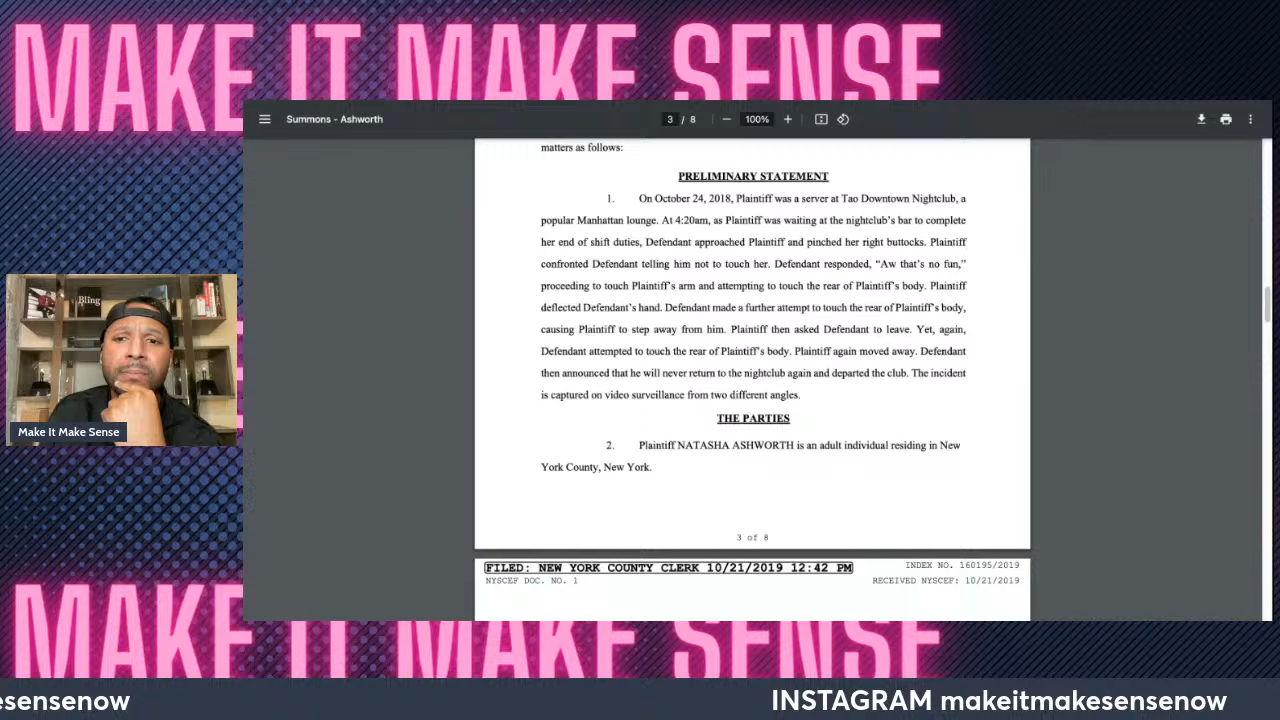 MAKE IT MAKE SENSE
Summons - Ashworth
3 / 8
100%
matters as follows:
PRELIMINARY STATEMENT
1. On October 24, 2018, Plaintiff was a server at Tao Downtown Nightclub, a
popular Manhattan lounge. At 4:20am, as Plaintiff was waiting at the nightclub's bar to complete
her end of shift duties, Defendant approached Plaintiff and pinched her right buttocks. Plaintiff
confronted Defendant telling him not to touch her. Defendant responded, "Aw that's no fun,"
proceeding to touch Plaintiff's arm and attempting to touch the rear of Plaintiff's body. Plaintiff
deflected Defendant's hand. Defendant made a further attempt to touch the rear of Plaintiff's body,
causing Plaintiff to step away from him. Plaintiff then asked Defendant to leave. Yet, again,
Defendant attempted to touch the rear of Plaintiff's body. Plaintiff again moved away. Defendant
then announced that he will never return to the nightclub again and departed the club. The incident
is captured on video surveillance from two different angles.
THE PARTIES
2. Plaintiff NATASHA ASHWORTH is an adult individual residing in New
York County, New York.
3 of 8
FILED: NEW YORK COUNTY CLERK 10/21/2019 12:42 PM
INDEX NO. 160195/2019
NYSCEF DOC. NO. 1
RECEIVED NYSCEF: 10/21/2019
Bling
Make It Make Sense
MAKE IT MAKE SENSE
esensenow
INSTAGRAM makeitmakesensenow